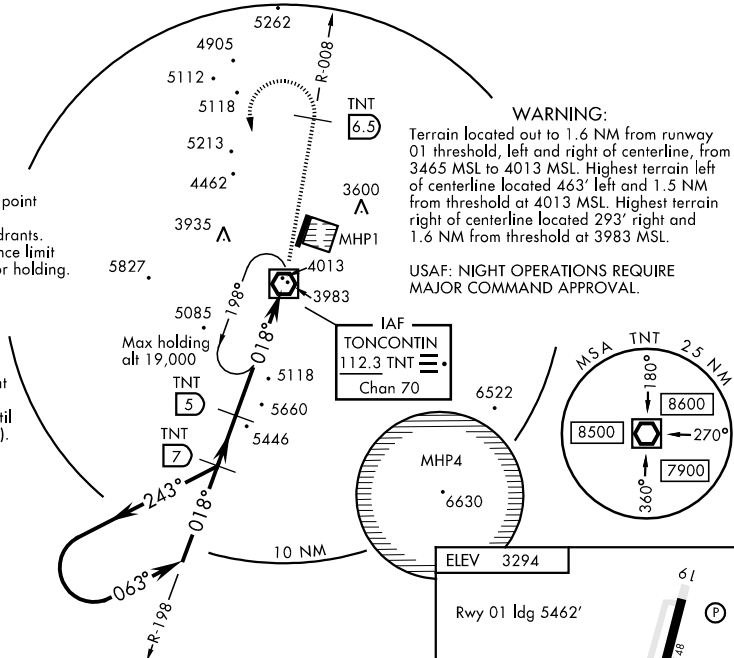 5262
4905
R-008
5112
5118
TNT
6.5
5213
4462
3600
3935
MHP1
WARNING:
Terrain located out to 1.6 NM from runway
01 threshold, left and right of centerline, from
3465 MSL to 4013 MSL. Highest terrain left
of centerline located 463' left and 1.5 NM
from threshold at 4013 MSL. Highest terrain
right of centerline located 293' right and
1.6 NM from threshold at 3983 MSL.
USAF: NIGHT OPERATIONS REQUIRE
MAJOR COMMAND APPROVAL.
point
drants.
nce limit
or holding.
5827
4013
3983
198°
018°
5085
Max holding
alt 19,000
IAF
TONCONTIN
112.3 TNT
Chan 70
TNT
5
5118
5660
5446
nt
til
).
TNT
7
243°
018°
063°
R-198
10 NM
6522
MHP4
6630
MSA TNT 25 NM
180°
8600
8500
270°
7900
360°
ELEV 3294
Rwy 01 ldg 5462'
19
P
48